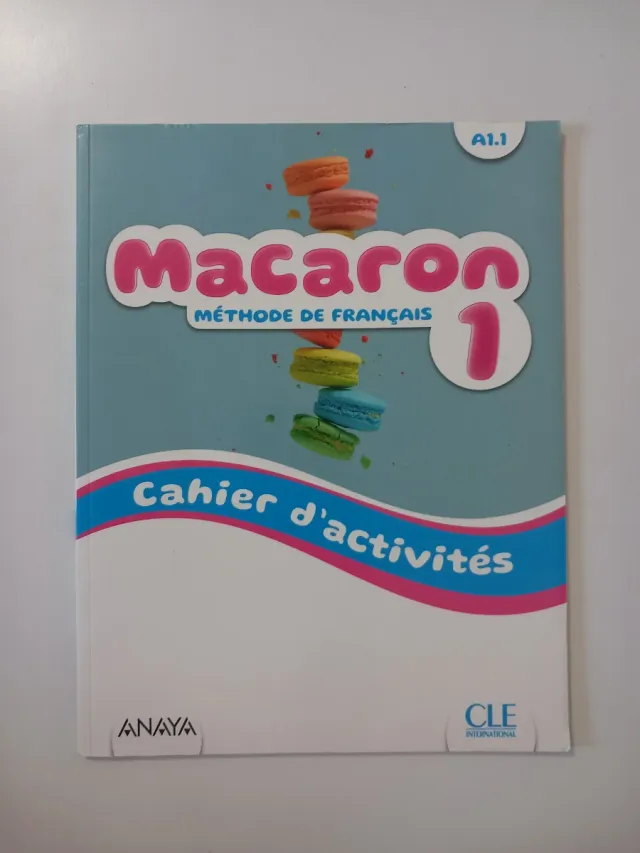 A1.1
Macaron
MÉTHODE DE FRANÇAIS
1
Cahier d'activités
ANAYA
CLE
INTERNATIONAL